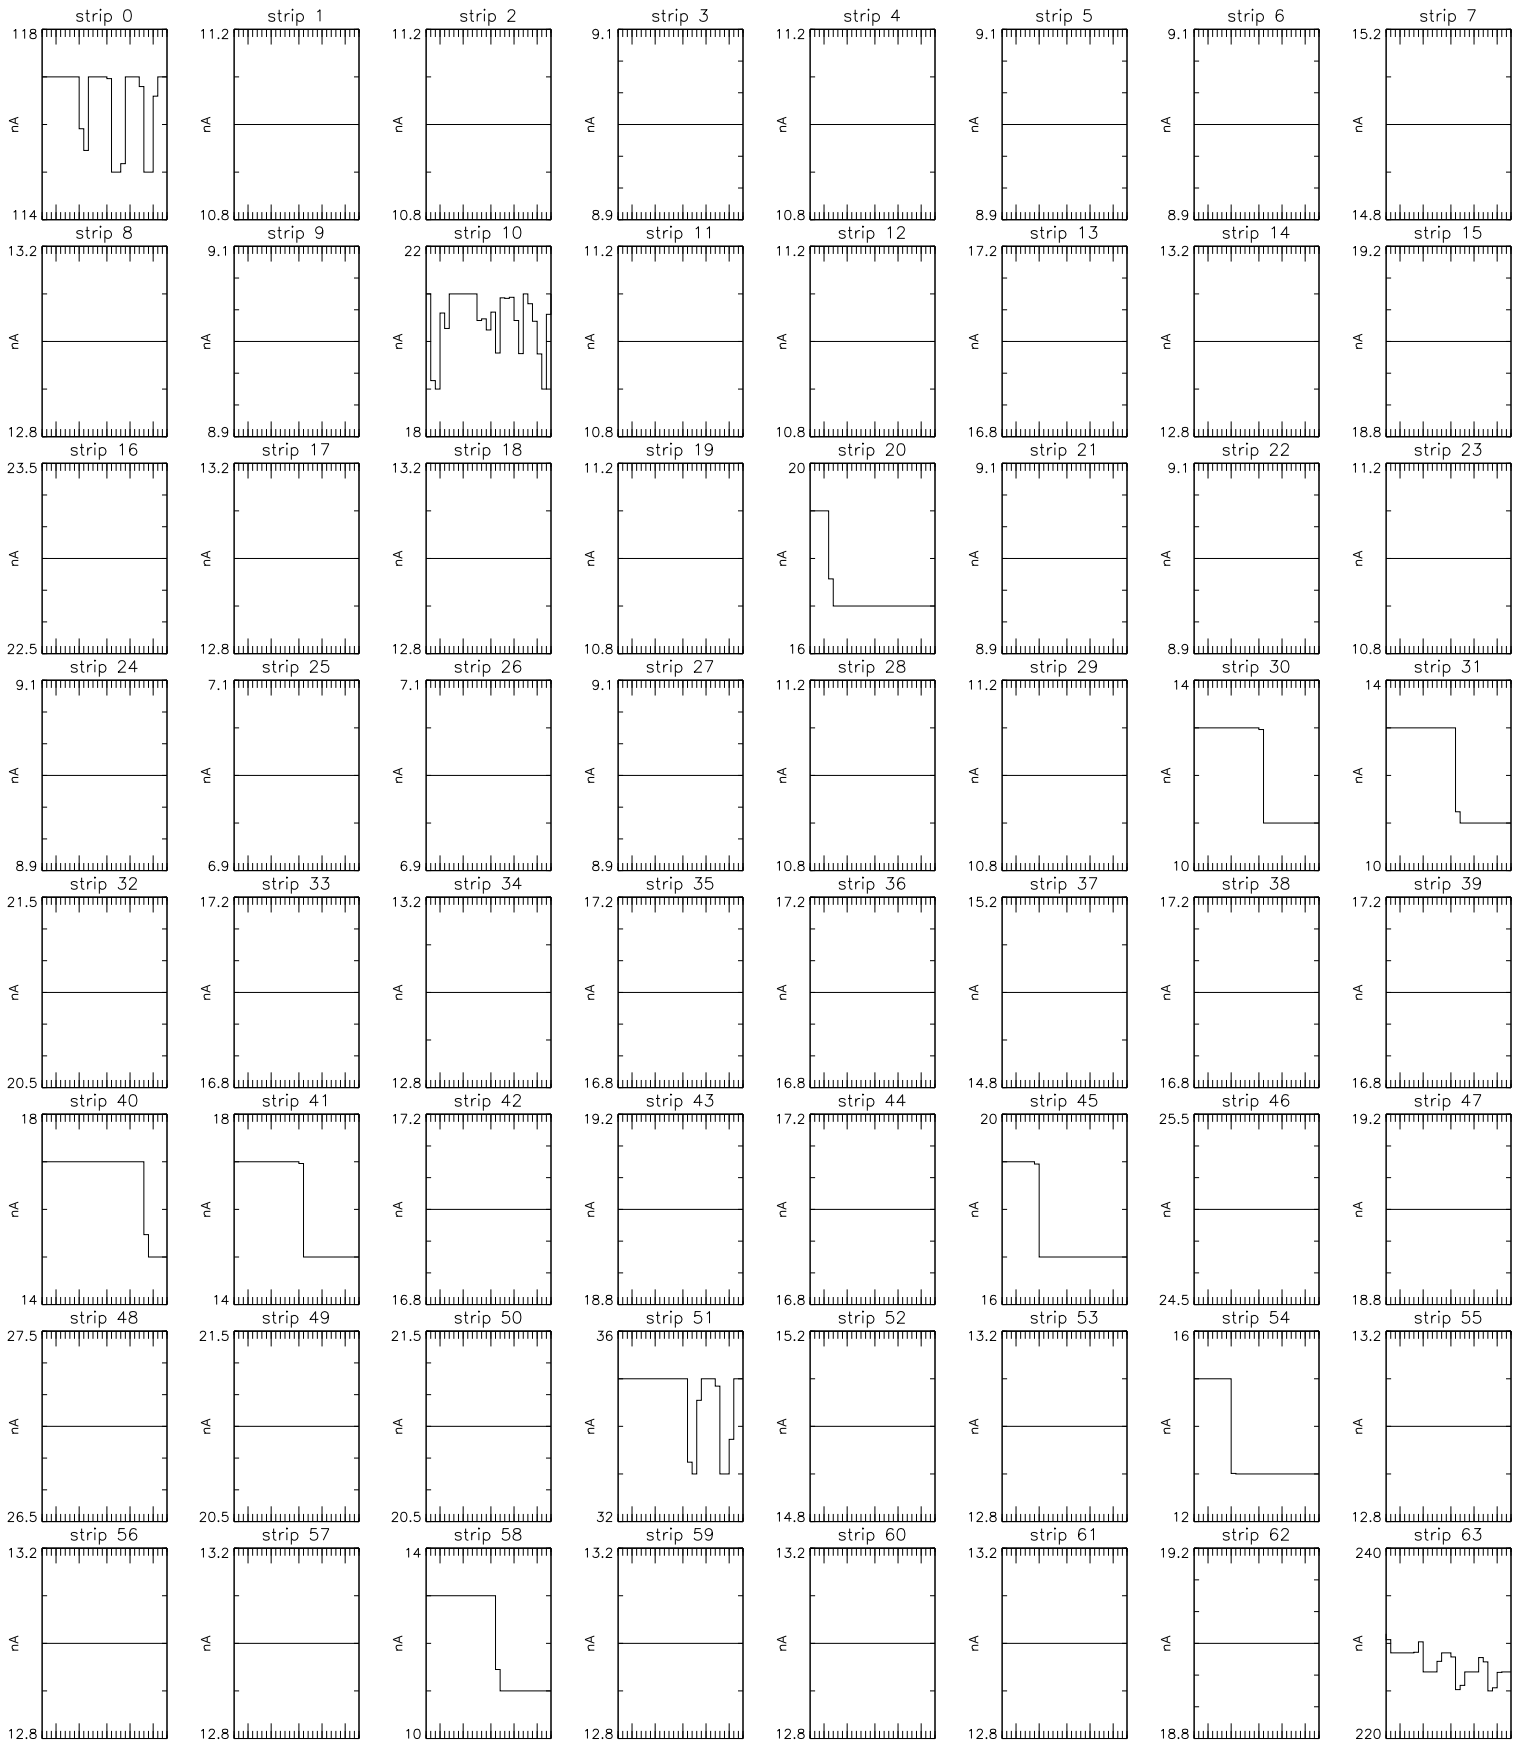 strip 0 strip 1 strip 2 strip 3 strip 4 strip 5 strip 6 strip 7
118 11.2 11.2 9.1 11.2 9.1 9.1 15.2
nA nA nA nA nA nA nA nA
114 10.8 10.8 8.9 10.8 8.9 8.9 14.8
strip 8 strip 9 strip 10 strip 11 strip 12 strip 13 strip 14 strip 15
13.2 9.1 22 11.2 11.2 17.2 13.2 19.2
nA nA nA nA nA nA nA nA
12.8 8.9 18 10.8 10.8 16.8 12.8 18.8
strip 16 strip 17 strip 18 strip 19 strip 20 strip 21 strip 22 strip 23
23.5 13.2 13.2 11.2 20 9.1 9.1 11.2
nA nA nA nA nA nA nA nA
22.5 12.8 12.8 10.8 16 8.9 8.9 10.8
strip 24 strip 25 strip 26 strip 27 strip 28 strip 29 strip 30 strip 31
9.1 7.1 7.1 9.1 11.2 11.2 14 14
nA nA nA nA nA nA nA nA
8.9 6.9 6.9 8.9 10.8 10.8 10 10
strip 32 strip 33 strip 34 strip 35 strip 36 strip 37 strip 38 strip 39
21.5 17.2 13.2 17.2 17.2 15.2 17.2 17.2
nA nA nA nA nA nA nA nA
20.5 16.8 12.8 16.8 16.8 14.8 16.8 16.8
strip 40 strip 41 strip 42 strip 43 strip 44 strip 45 strip 46 strip 47
18 18 17.2 19.2 17.2 20 25.5 19.2
nA nA nA nA nA nA nA nA
14 14 16.8 18.8 16.8 16 24.5 18.8
strip 48 strip 49 strip 50 strip 51 strip 52 strip 53 strip 54 strip 55
27.5 21.5 21.5 36 15.2 13.2 16 13.2
nA nA nA nA nA nA nA nA
26.5 20.5 20.5 32 14.8 12.8 12 12.8
strip 56 strip 57 strip 58 strip 59 strip 60 strip 61 strip 62 strip 63
13.2 13.2 14 13.2 13.2 13.2 19.2 240
nA nA nA nA nA nA nA nA
12.8 12.8 10 12.8 12.8 12.8 18.8 220